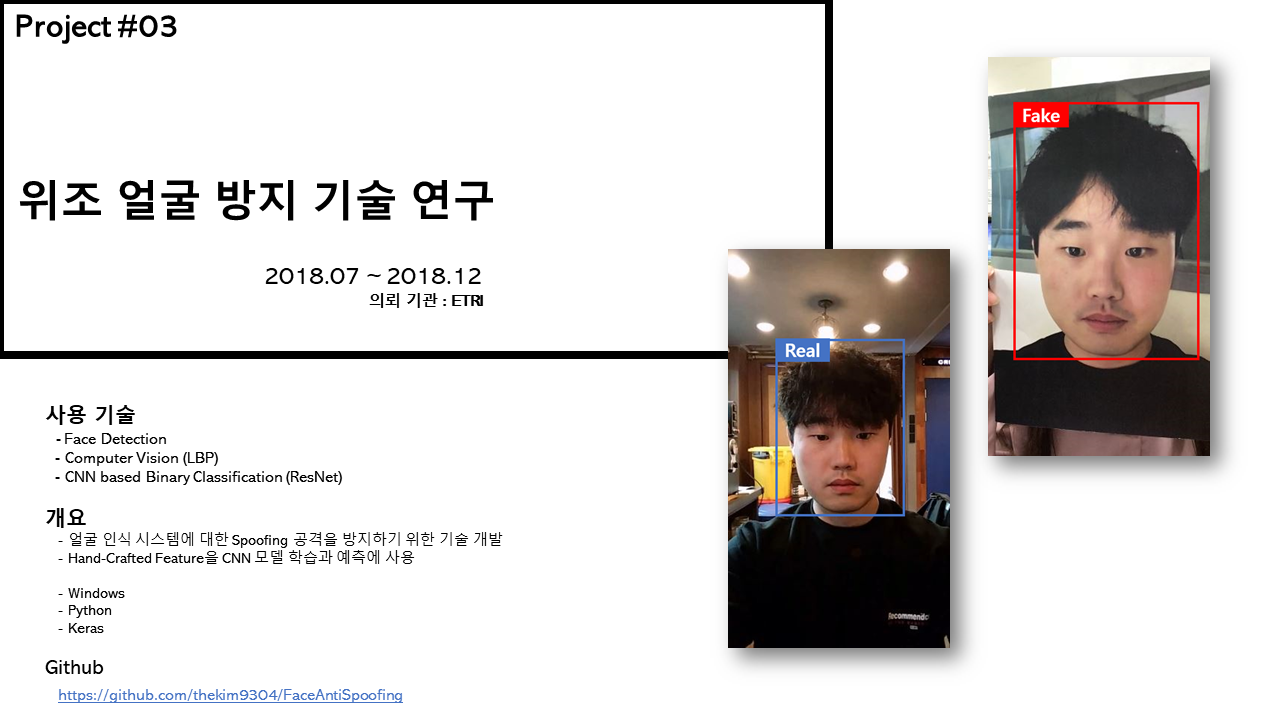 Project #03
위조 얼굴 방지 기술 연구
2018.07 ~ 2018.12
의뢰 기관 : ETRI
Fake
Real
사용 기술
- Face Detection
- Computer Vision (LBP)
- CNN based Binary Classification (ResNet)
개요
- 얼굴 인식 시스템에 대한 Spoofing 공격을 방지하기 위한 기술 개발
- Hand-Crafted Feature을 CNN 모델 학습과 예측에 사용
- Windows
- Python
- Keras
Github
https://github.com/thekim9304/FaceAntiSpoofing